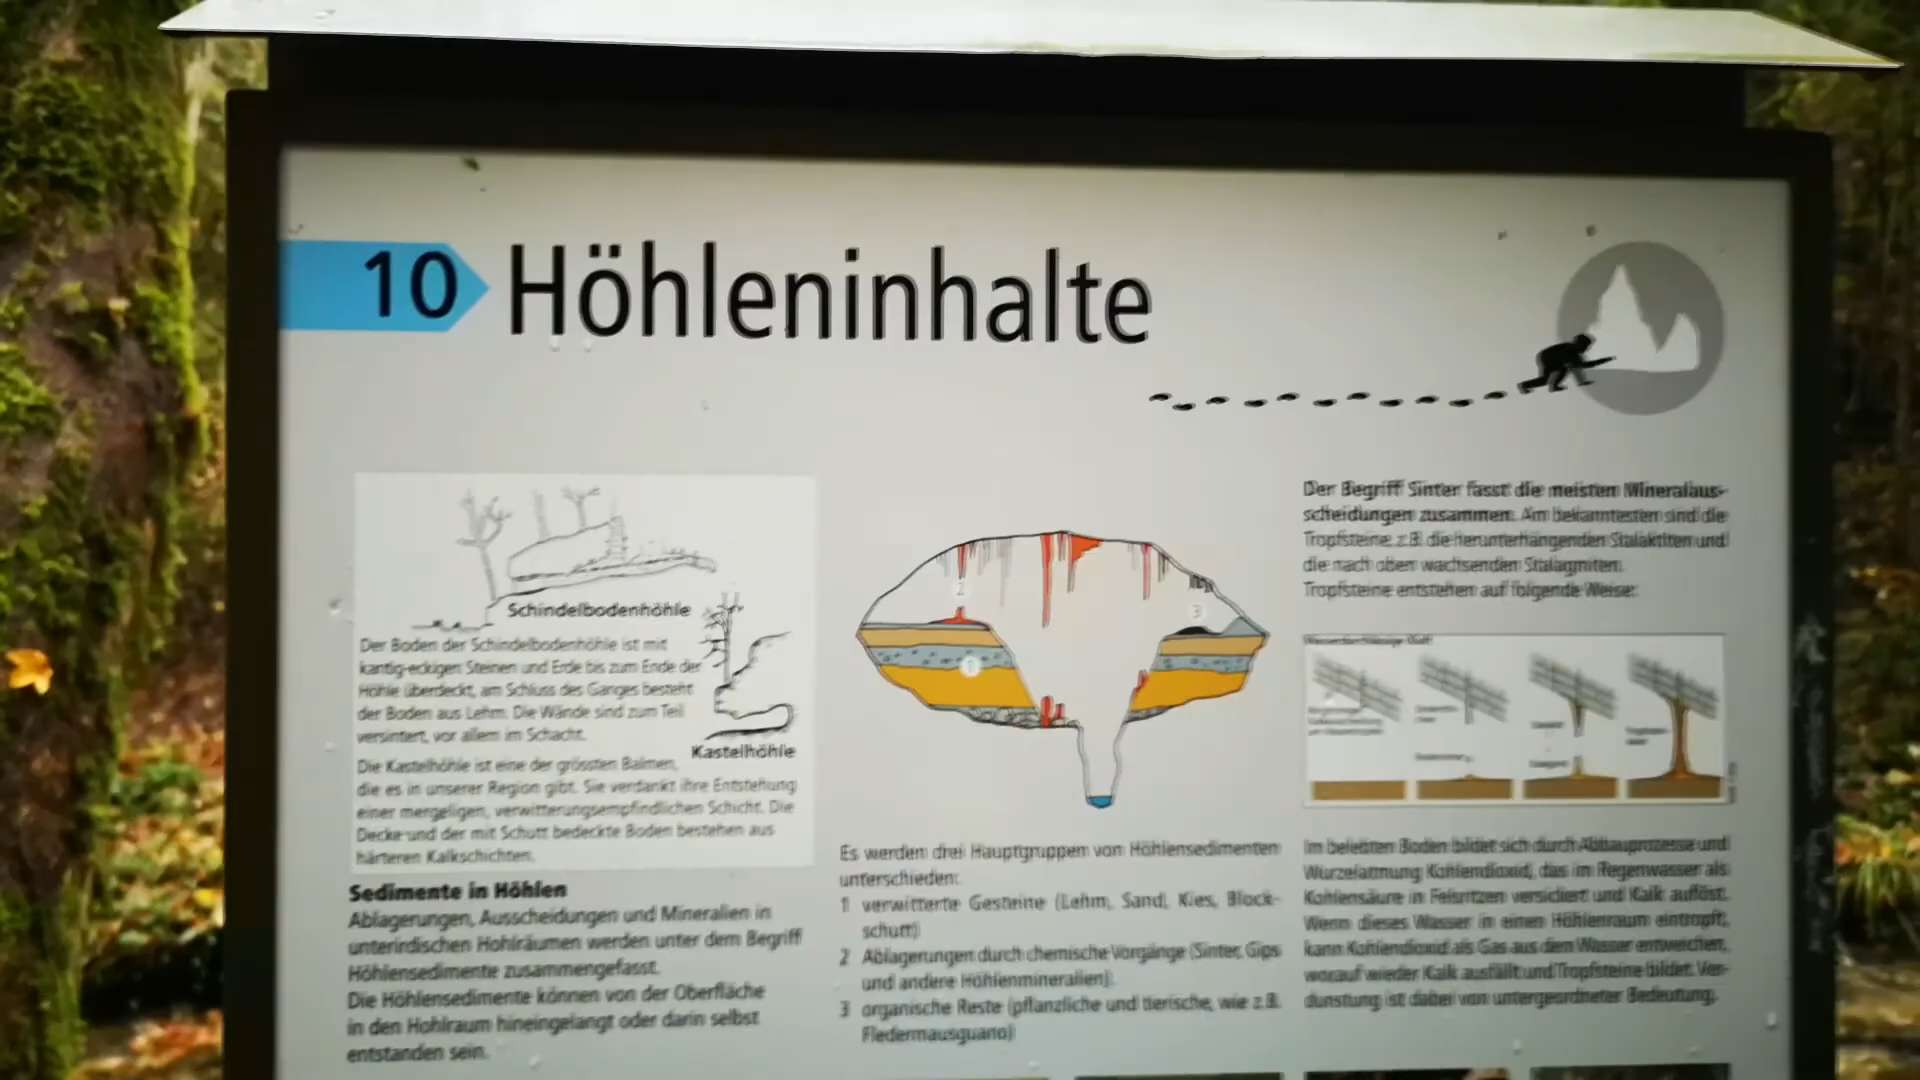 10 Höhleninhalte
Schindelbodenhöhle
Der Boden der Schindelbodenhöhle ist mit
kantig-eckigen Steinen und Erde bis zum Ende der
Höhle überdeckt, am Schluss des Ganges besteht
der Boden aus Lehm. Die Wände sind zum Teil
versintert, vor allem im Schacht.
Kastelhöhle
Die Kastelhöhle ist eine der grössten Balmen,
die es in unserer Region gibt. Sie verdankt ihre Entstehung
einer mergeligen, verwitterungsempfindlichen Schicht. Die
Decke und der mit Schutt bedeckte Boden bestehen aus
härteren Kalkschichten.
Sedimente in Höhlen
Ablagerungen, Ausscheidungen und Mineralien in
unterirdischen Hohlräumen werden unter dem Begriff
Höhlensedimente zusammengefasst.
Die Höhlensedimente können von der Oberfläche
in den Hohlraum hineingelangt oder darin selbst
entstanden sein.
2
3
1
Es werden drei Hauptgruppen von Höhlensedimenten
unterschieden:
1 verwitterte Gesteine (Lehm, Sand, Kies, Block-
schutt)
2 Ablagerungen durch chemische Vorgänge (Sinter, Gips
und andere Höhlenmineralien).
3 organische Reste (pflanzliche und tierische, wie z.B.
Fledermausguano)
Der Begriff Sinter fasst die meisten Mineralaus-
scheidungen zusammen. Am bekanntesten sind die
Tropfsteine, z.B. die herunterhängenden Stalaktiten und
die nach oben wachsenden Stalagmiten.
Tropfsteine entstehen auf folgende Weise:
Wasserdurchlässige Kluft
Im belebten Boden bildet sich durch Abbauprozesse und
Wurzelatmung Kohlendioxid, das im Regenwasser als
Kohlensäure in Felsritzen versickert und Kalk auflöst.
Wenn dieses Wasser in einen Höhlenraum eintropft,
kann Kohlendioxid als Gas aus dem Wasser entweichen,
worauf wieder Kalk ausfällt und Tropfsteine bildet. Ver-
dunstung ist dabei von untergeordneter Bedeutung.